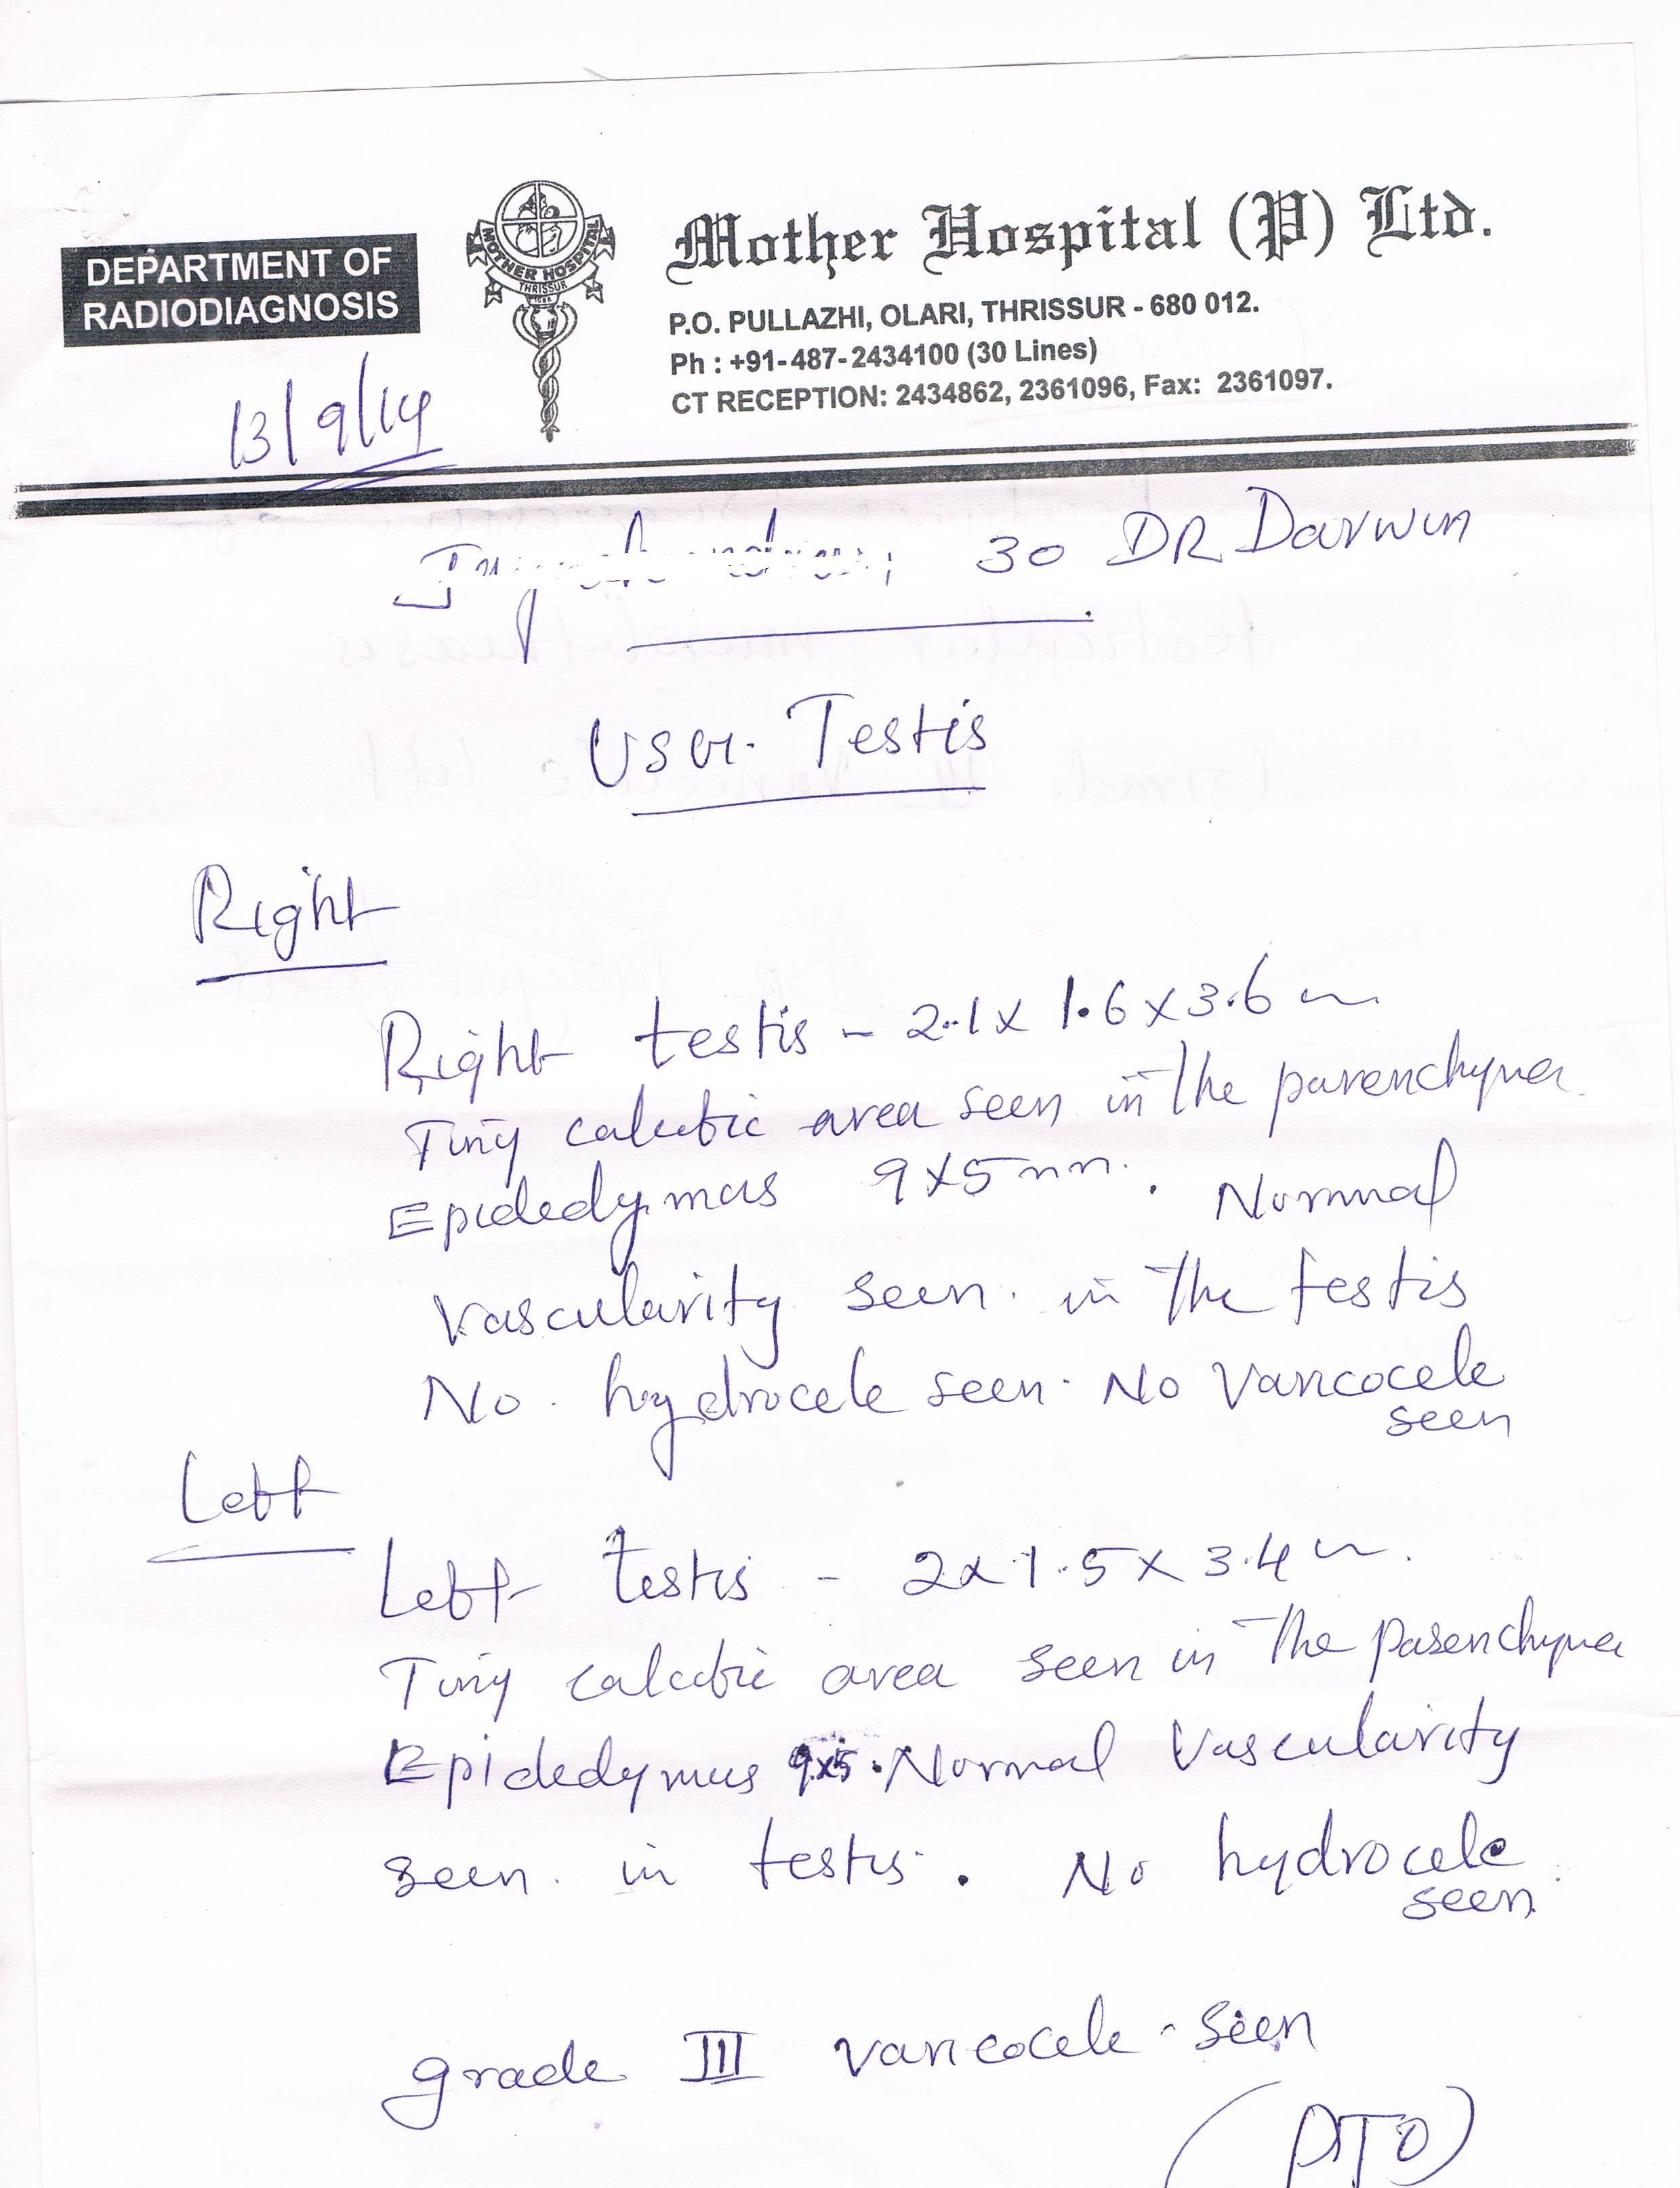 DEPARTMENT OF
RADIODIAGNOSIS
MOTHER HOSPITAL
THRISSUR
Mother Hospital (P) Ltd.
P.O. PULLAZHI, OLARI, THRISSUR - 680 012.
Ph : +91-487-2434100 (30 Lines)
CT RECEPTION: 2434862, 2361096, Fax: 2361097.
13/9/14
30 DR Darwin
USG. Testis
Right
Right testis - 2.1 x 1.6 x 3.6 cm
Tiny calcific area seen in the parenchyma
Epidedymus 9x5mm. Normal
Vascularity seen. in the testis
No. hydrocele seen. No Varicocele
seen
Left
Left testis - 2 x 1.5 x 3.4 cm.
Tiny calcific area seen in the parenchyma
Epidedymus 9x5. Normal Vascularity
seen. in testis. No hydrocele
seen.
grade III varicocele - seen
(PTO)